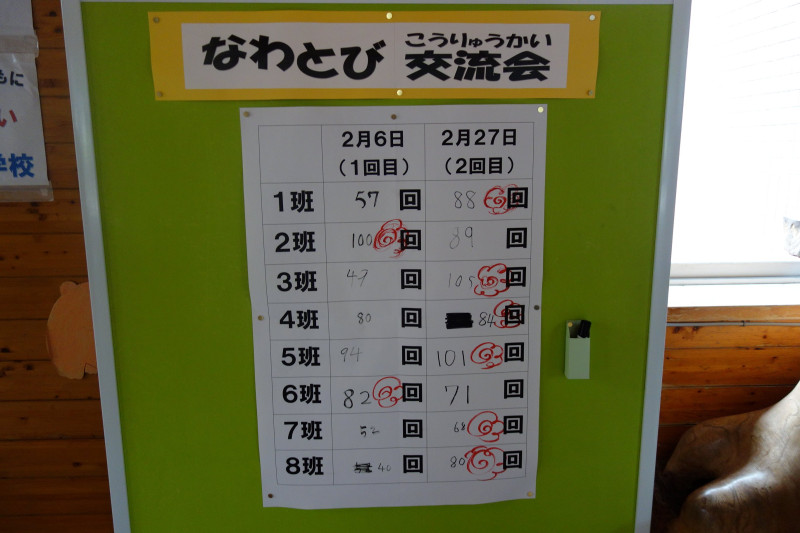 こうりゅうかい
なわとび 交流会
もに
い
学校
2月6日 2月27日
(1回目) (2回目)
1班 57 回 88 回
2班 100 回 89 回
3班 47 回 105 回
4班 80 回 84 回
5班 94 回 101 回
6班 82 回 71 回
7班 52 回 68 回
8班 40 回 80 回